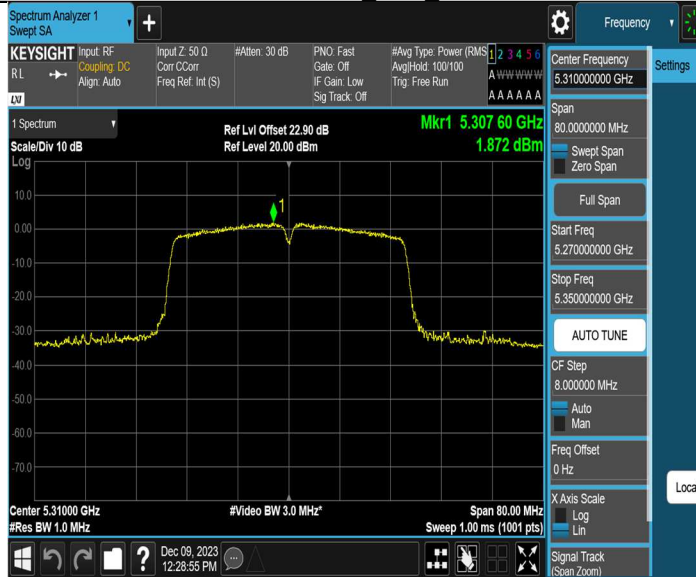 Spectrum Analyzer 1
Swept SA
Frequency
KEYSIGHT
RL
LXI
Input: RF
Coupling: DC
Align: Auto
Input Z: 50 Ω
Corr CCorr
Freq Ref: Int (S)
#Atten: 30 dB
PNO: Fast
Gate: Off
IF Gain: Low
Sig Track: Off
#Avg Type: Power (RMS
Avg|Hold: 100/100
Trig: Free Run
1 2 3 4 5 6
A W W W W W
A A A A A A
1 Spectrum
Scale/Div 10 dB
Log
Ref Lvl Offset 22.90 dB
Ref Level 20.00 dBm
Mkr1 5.307 60 GHz
1.872 dBm
10.0
0.00
-10.0
-20.0
-30.0
-40.0
-50.0
-60.0
-70.0
1
Center 5.31000 GHz
#Res BW 1.0 MHz
#Video BW 3.0 MHz*
Span 80.00 MHz
Sweep 1.00 ms (1001 pts)
?
Dec 09, 2023
12:28:55 PM
Center Frequency
5.310000000 GHz
Settings
Span
80.0000000 MHz
Swept Span
Zero Span
Full Span
Start Freq
5.270000000 GHz
Stop Freq
5.350000000 GHz
AUTO TUNE
CF Step
8.000000 MHz
Auto
Man
Freq Offset
0 Hz
Loca
X Axis Scale
Log
Lin
Signal Track
(Span Zoom)